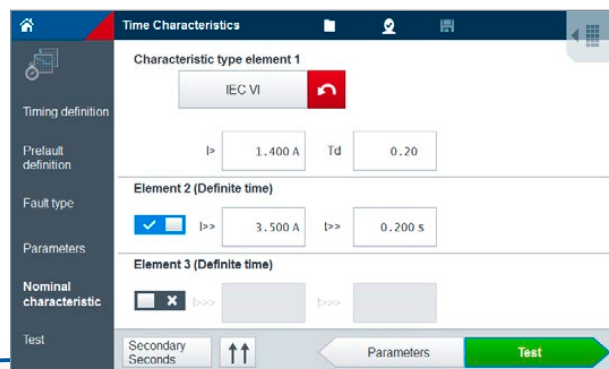 Time Characteristics
Characteristic type element 1
IEC VI
Timing definition
Prefault
definition
I> 1.400 A Td 0.20
Fault type
Element 2 (Definite time)
I>> 3.500 A t>> 0.200 s
Parameters
Element 3 (Definite time)
Nominal
characteristic
I>>> t>>>
Test
Secondary
Seconds
Parameters
Test